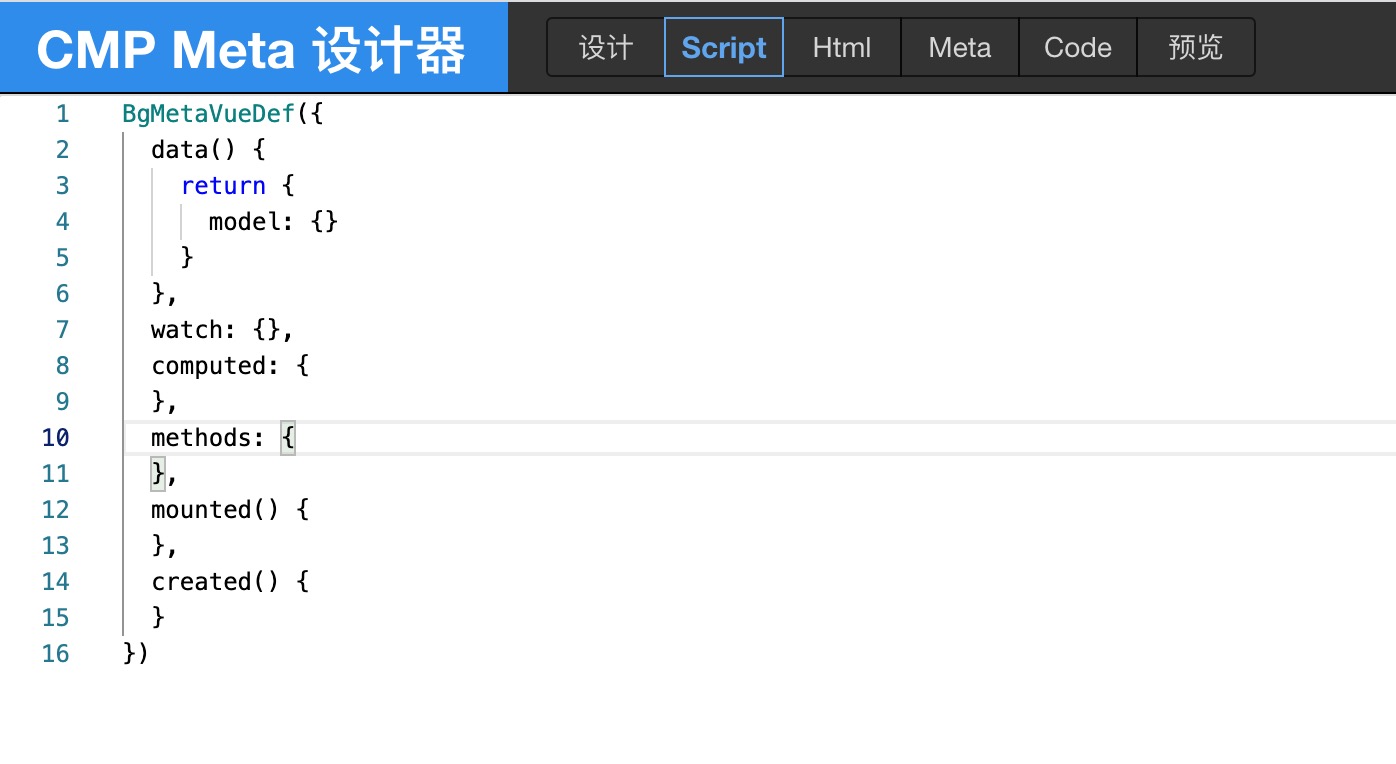 CMP Meta 设计器
设计 Script Html Meta Code 预览
1 BgMetaVueDef({
2   data() {
3     return {
4       model: {}
5     }
6   },
7   watch: {},
8   computed: {
9   },
10   methods: {
11   },
12   mounted() {
13   },
14   created() {
15   }
16 })